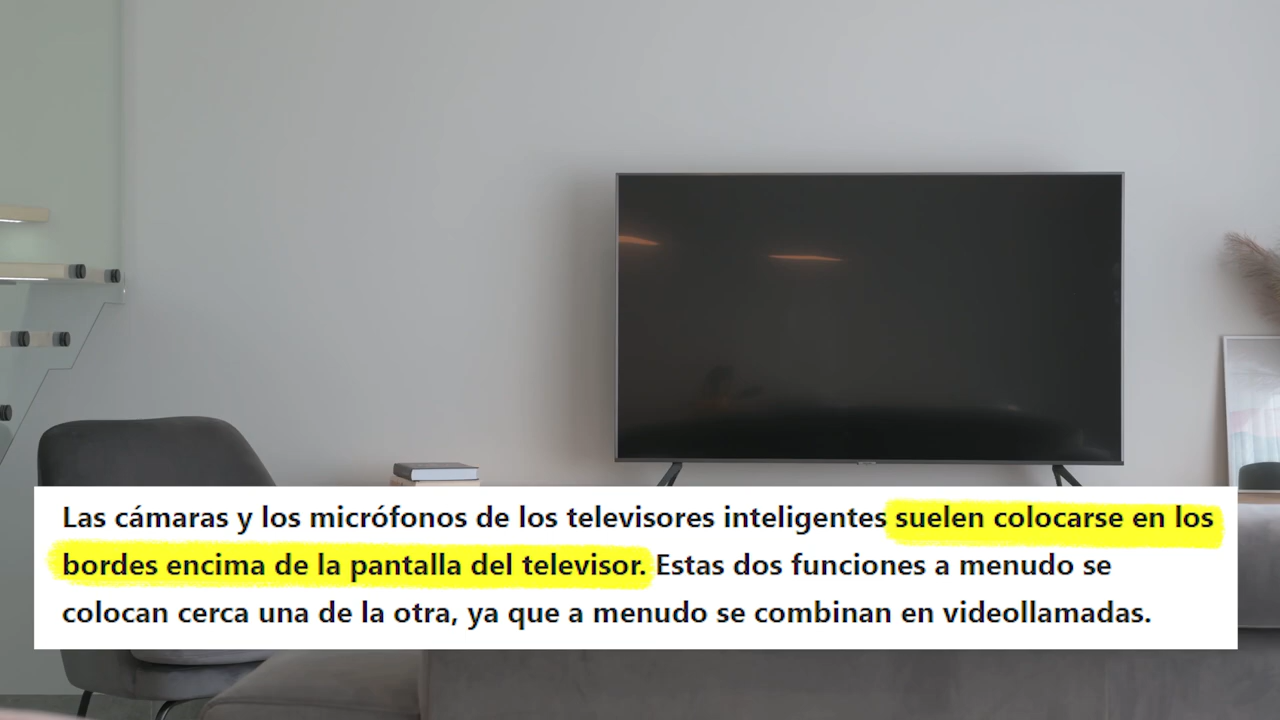 Las cámaras y los micrófonos de los televisores inteligentes suelen colocarse en los
bordes encima de la pantalla del televisor. Estas dos funciones a menudo se
colocan cerca una de la otra, ya que a menudo se combinan en videollamadas.